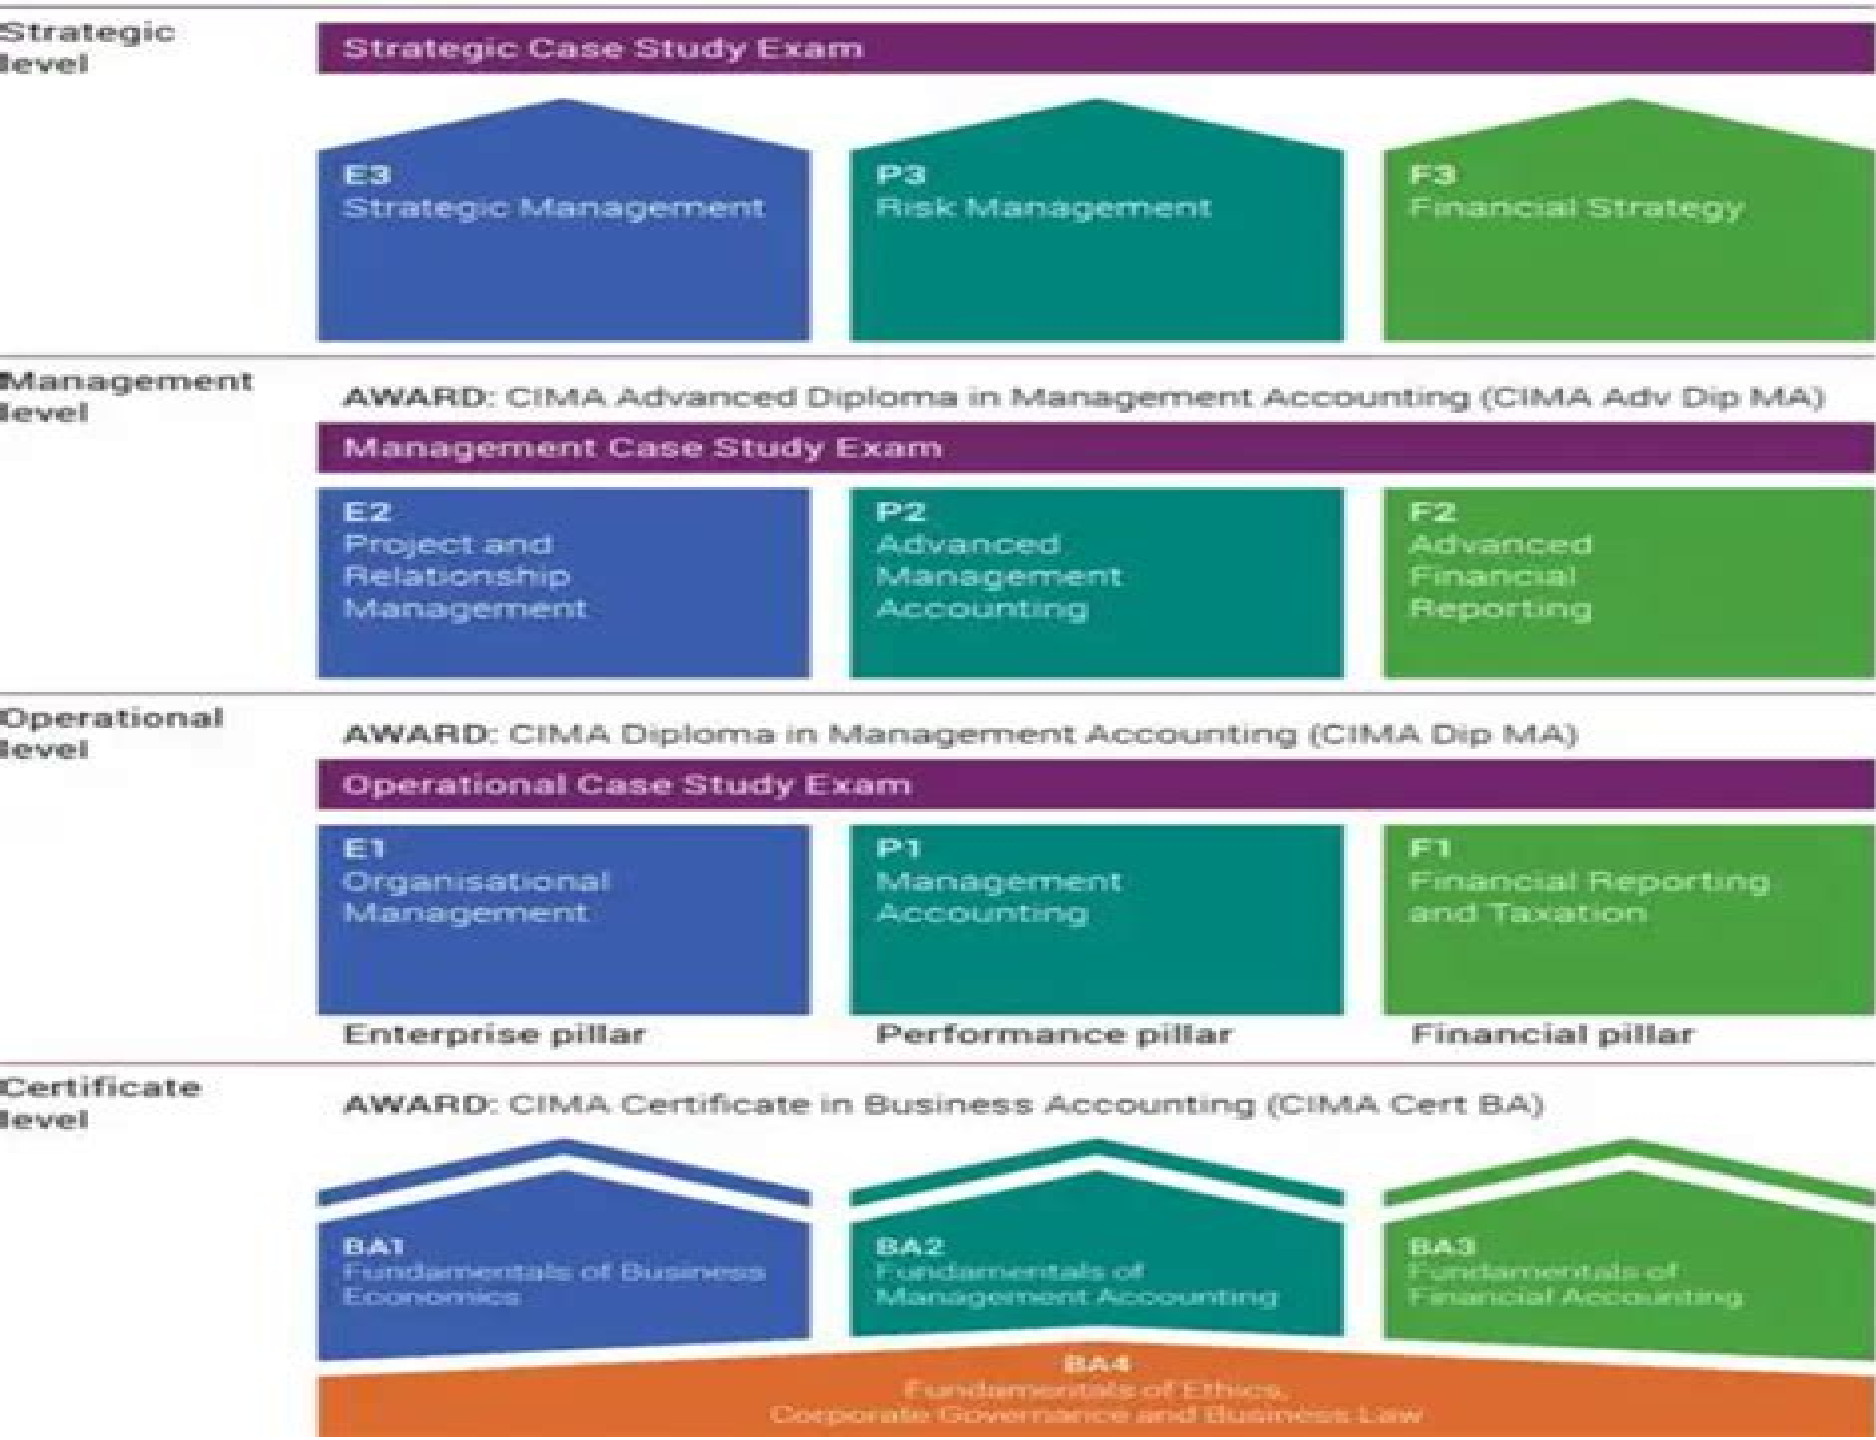 Strategic
level
Strategic Case Study Exam
E3
Strategic Management
P3
Risk Management
F3
Financial Strategy
Management
level
AWARD: CIMA Advanced Diploma in Management Accounting (CIMA Adv Dip MA)
Management Case Study Exam
E2
Project and
Relationship
Management
P2
Advanced
Management
Accounting
F2
Advanced
Financial
Reporting
Operational
level
AWARD: CIMA Diploma in Management Accounting (CIMA Dip MA)
Operational Case Study Exam
E1
Organisational
Management
P1
Management
Accounting
F1
Financial Reporting
and Taxation
Enterprise pillar
Performance pillar
Financial pillar
Certificate
level
AWARD: CIMA Certificate in Business Accounting (CIMA Cert BA)
BA1
Fundamentals of Business
Economics
BA2
Fundamentals of
Management Accounting
BA3
Fundamentals of
Financial Accounting
BA4
Fundamentals of Ethics,
Corporate Governance and Business Law